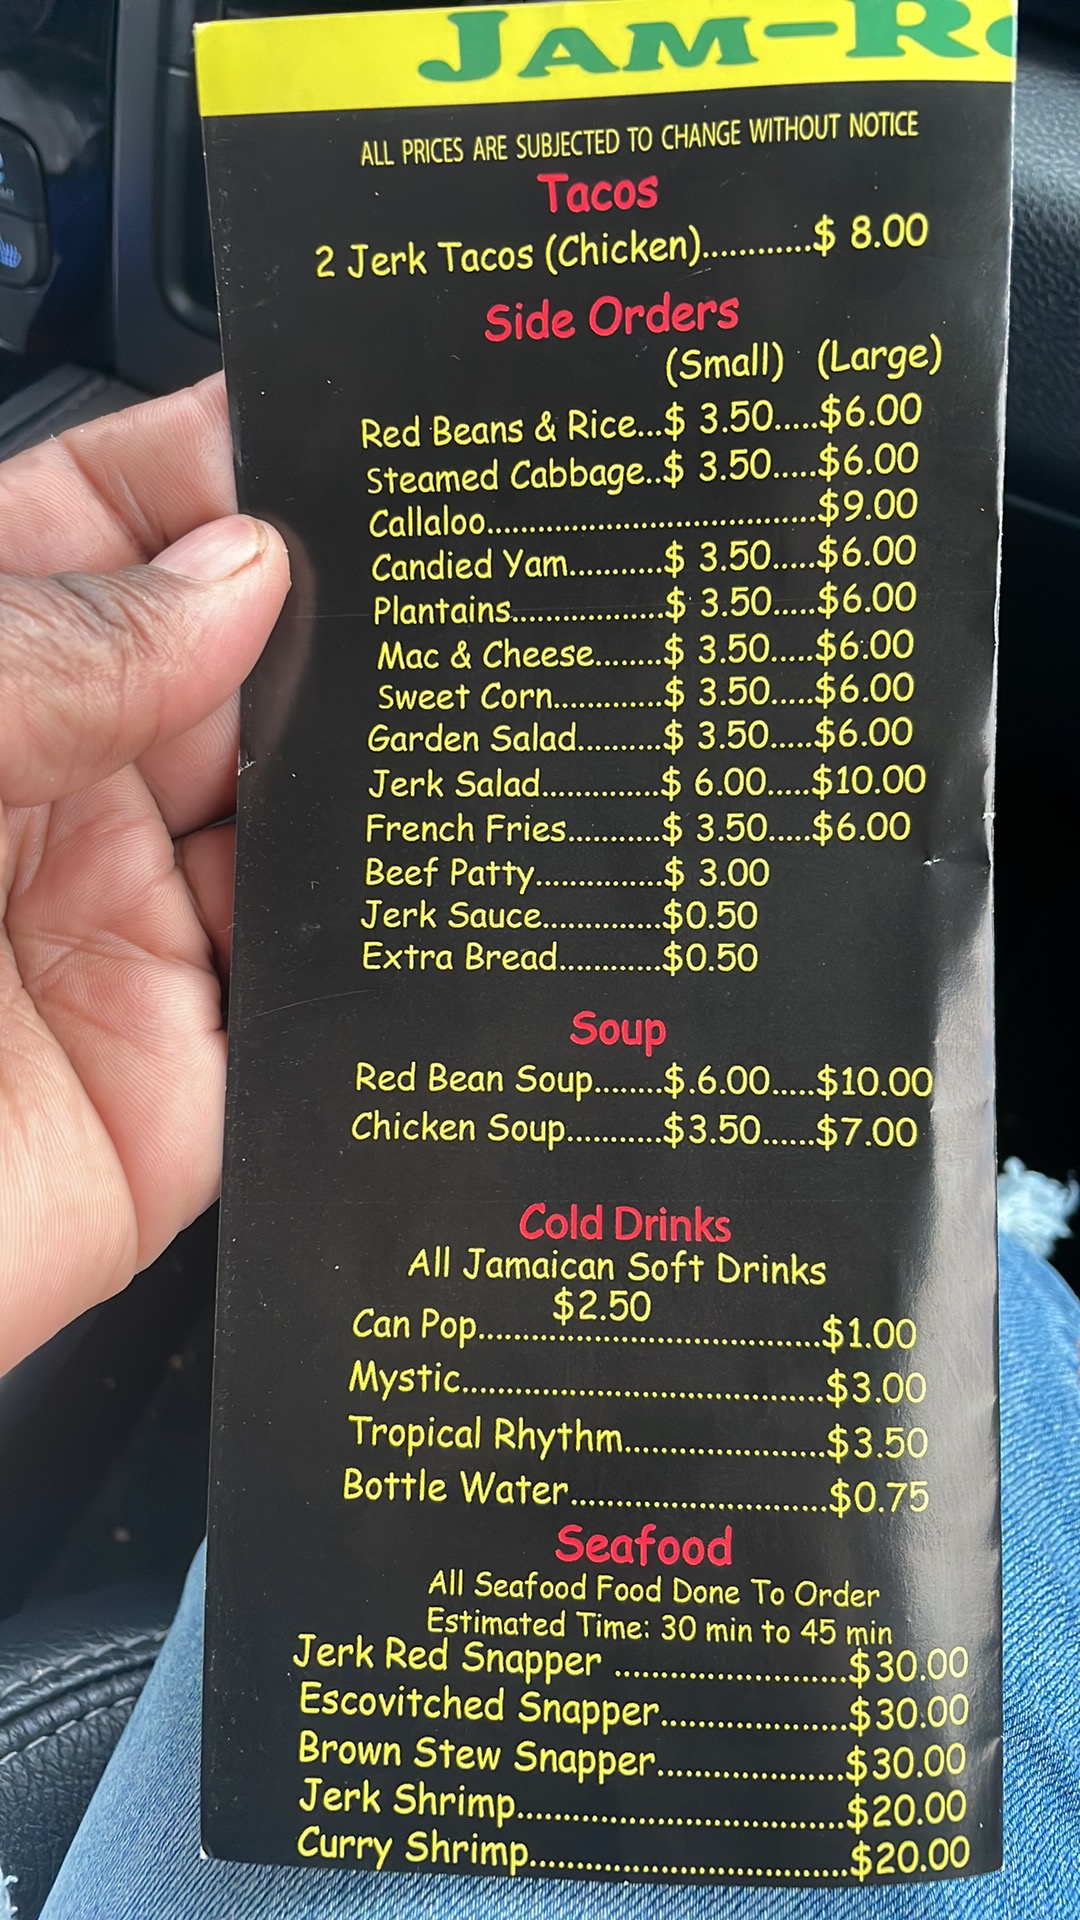 JAM-R
ALL PRICES ARE SUBJECTED TO CHANGE WITHOUT NOTICE
Tacos
2 Jerk Tacos (Chicken)............$ 8.00
Side Orders
(Small) (Large)
Red Beans & Rice...$ 3.50.....$6.00
Steamed Cabbage..$ 3.50.....$6.00
Callaloo.......................................$9.00
Candied Yam...........$ 3.50.....$6.00
Plantains..................$ 3.50.....$6.00
Mac & Cheese........$ 3.50.....$6.00
Sweet Corn.............$ 3.50.....$6.00
Garden Salad..........$ 3.50.....$6.00
Jerk Salad..............$ 6.00.....$10.00
French Fries...........$ 3.50.....$6.00
Beef Patty...............$ 3.00
Jerk Sauce..............$0.50
Extra Bread............$0.50
Soup
Red Bean Soup........$.6.00.....$10.00
Chicken Soup...........$3.50......$7.00
Cold Drinks
All Jamaican Soft Drinks
$2.50
Can Pop........................................$1.00
Mystic..........................................$3.00
Tropical Rhythm.......................$3.50
Bottle Water..............................$0.75
Seafood
All Seafood Food Done To Order
Estimated Time: 30 min to 45 min
Jerk Red Snapper .........................$30.00
Escovitched Snapper....................$30.00
Brown Stew Snapper....................$30.00
Jerk Shrimp...................................$20.00
Curry Shrimp..................................$20.00